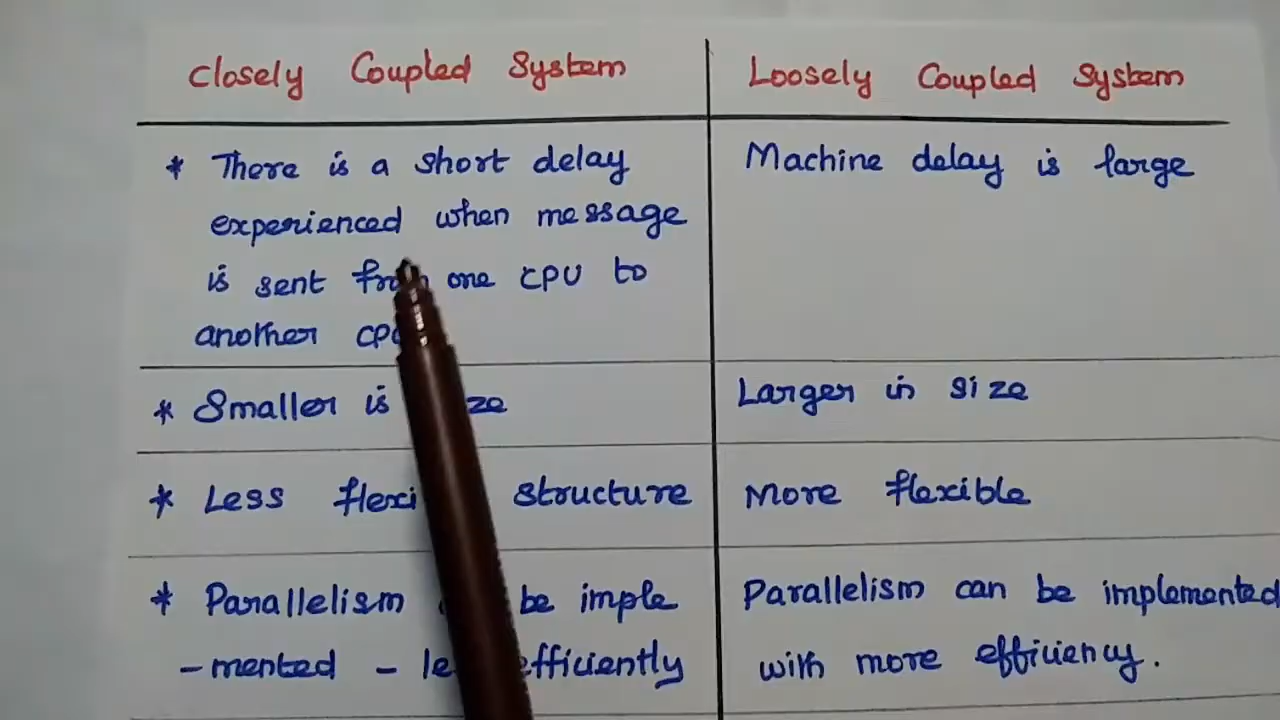 Closely Coupled System
Loosely Coupled System
* There is a short delay
experienced when message
is sent from one CPU to
another
Machine delay is large
* Smaller is
Larger in size
* Less structure
More flexible
* Parallelism be imple
-mented - efficiently
Parallelism can be implemented
with more efficiency.